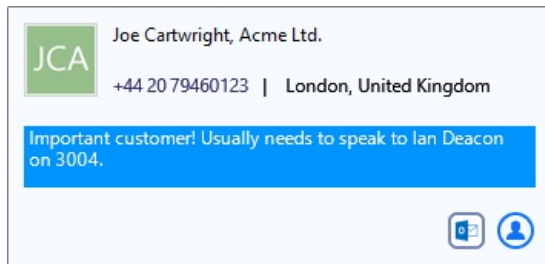 JCA
Joe Cartwright, Acme Ltd.
+44 20 79460123 | London, United Kingdom
Important customer! Usually needs to speak to Ian Deacon
on 3004.